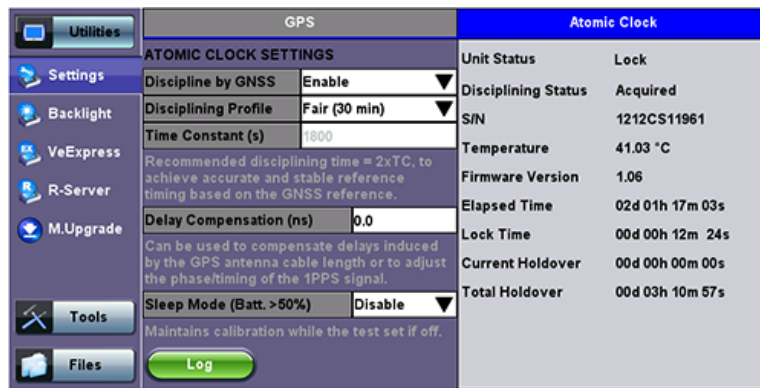 Utilities
Settings
Backlight
VeExpress
R-Server
M.Upgrade
Tools
Files
GPS
ATOMIC CLOCK SETTINGS
Discipline by GNSS Enable
Disciplining Profile Fair (30 min)
Time Constant (s) 1800
Recommended disciplining time = 2xTC, to
achieve accurate and stable reference
timing based on the GNSS reference.
Delay Compensation (ns) 0.0
Can be used to compensate delays induced
by the GPS antenna cable length or to adjust
the phase/timing of the 1PPS signal.
Sleep Mode (Batt. >50%) Disable
Maintains calibration while the test set if off.
Log
Atomic Clock
Unit Status Lock
Disciplining Status Acquired
S/N 1212CS11961
Temperature 41.03 °C
Firmware Version 1.06
Elapsed Time 02d 01h 17m 03s
Lock Time 00d 00h 12m 24s
Current Holdover 00d 00h 00m 00s
Total Holdover 00d 03h 10m 57s